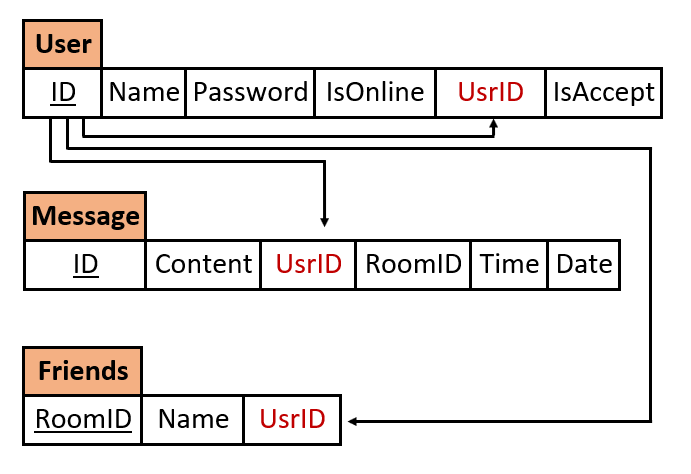 User
ID Name Password IsOnline UsrID IsAccept
Message
ID Content UsrID RoomID Time Date
Friends
RoomID Name UsrID